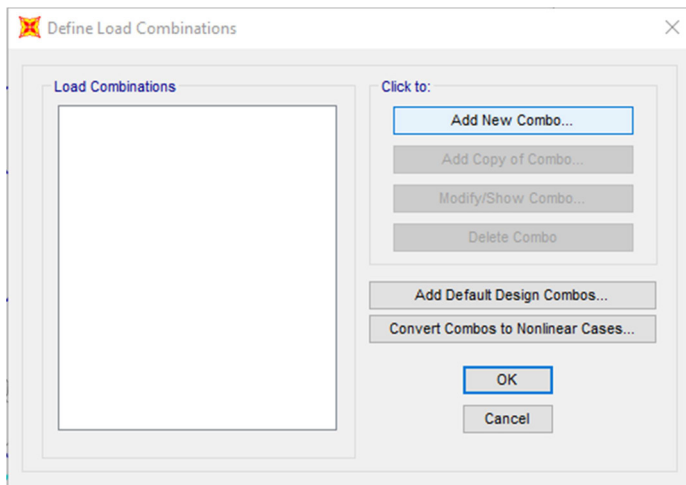 Define Load Combinations
Load Combinations
Click to:
Add New Combo...
Add Copy of Combo...
Modify/Show Combo...
Delete Combo
Add Default Design Combos...
Convert Combos to Nonlinear Cases...
OK
Cancel